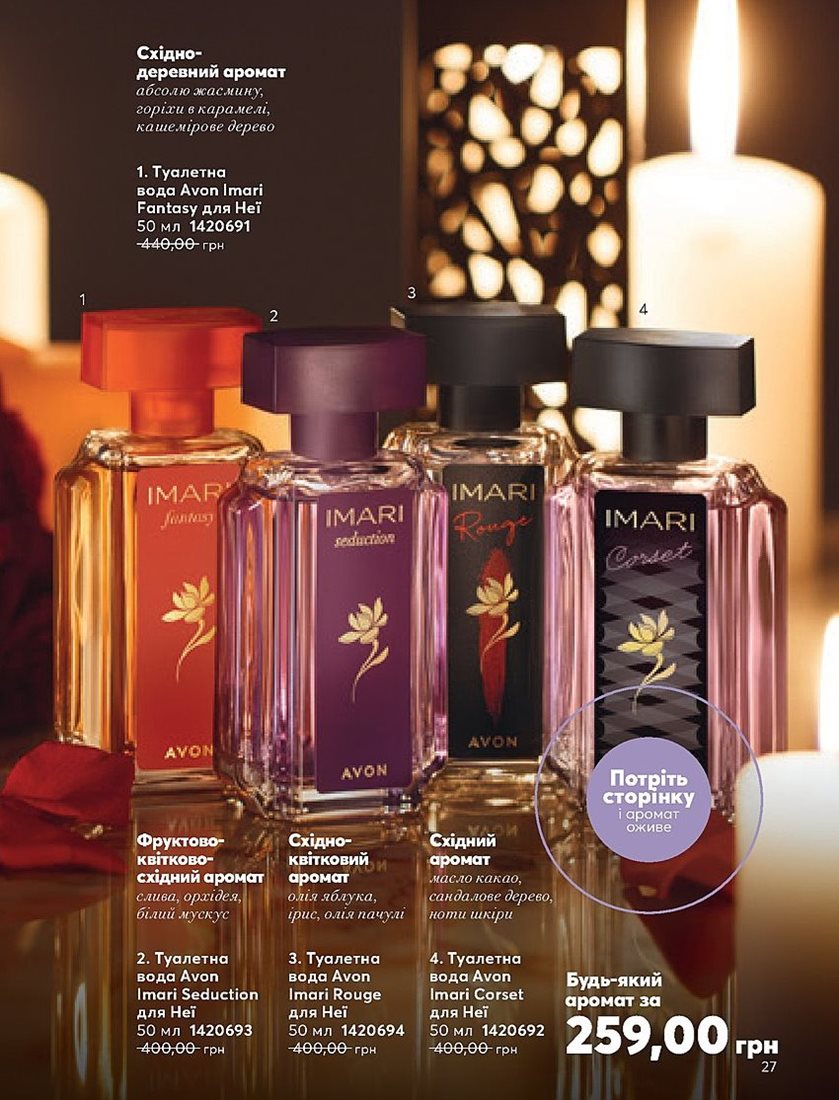 Східно-
деревний аромат
абсолю жасмину,
горіхи в карамелі,
кашемірове дерево
1. Туалетна
вода Avon Imari
Fantasy для Неї
50 мл 1420691
440,00 грн
1
2
3
4
IMARI
fantasy
AVON
IMARI
seduction
AVON
IMARI
Rouge
AVON
IMARI
Corset
Потріть
сторінку
і аромат
оживе
Фруктово-
квітково-
східний аромат
слива, орхідея,
білий мускус
2. Туалетна
вода Avon
Imari Seduction
для Неї
50 мл 1420693
400,00 грн
Східно-
квітковий
аромат
олія яблука,
ірис, олія пачулі
3. Туалетна
вода Avon
Imari Rouge
для Неї
50 мл 1420694
400,00 грн
Східний
аромат
масло какао,
сандалове дерево,
ноти шкіри
4. Туалетна
вода Avon
Imari Corset
для Неї
50 мл 1420692
400,00 грн
Будь-який
аромат за
259,00 грн
27